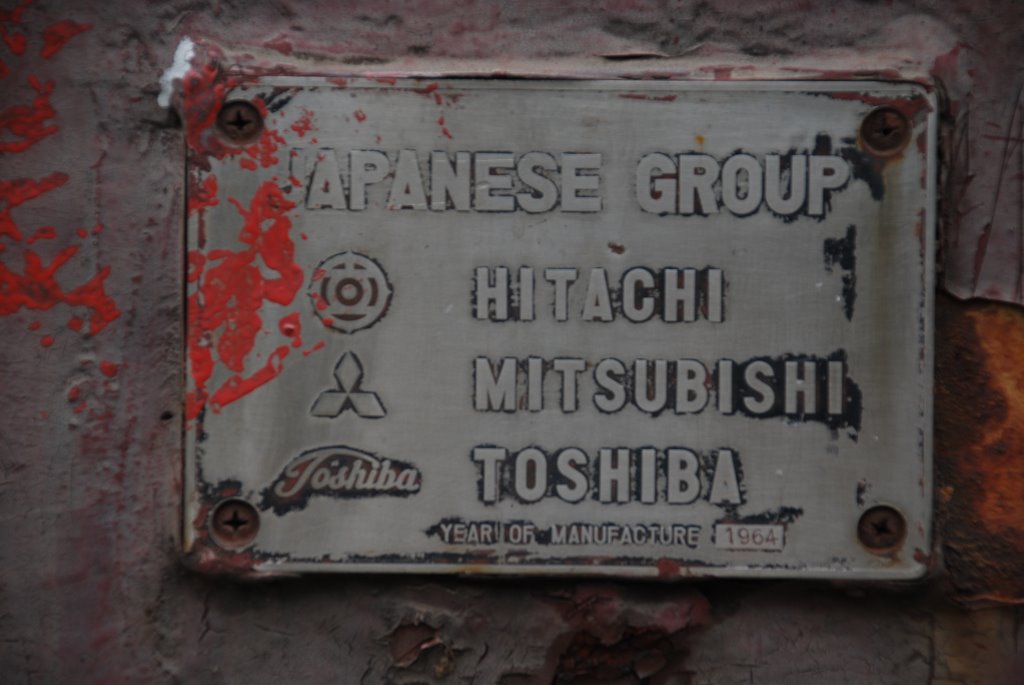 JAPANESE GROUP
HITACHI
MITSUBISHI
Toshiba TOSHIBA
YEAR OF MANUFACTURE 1964